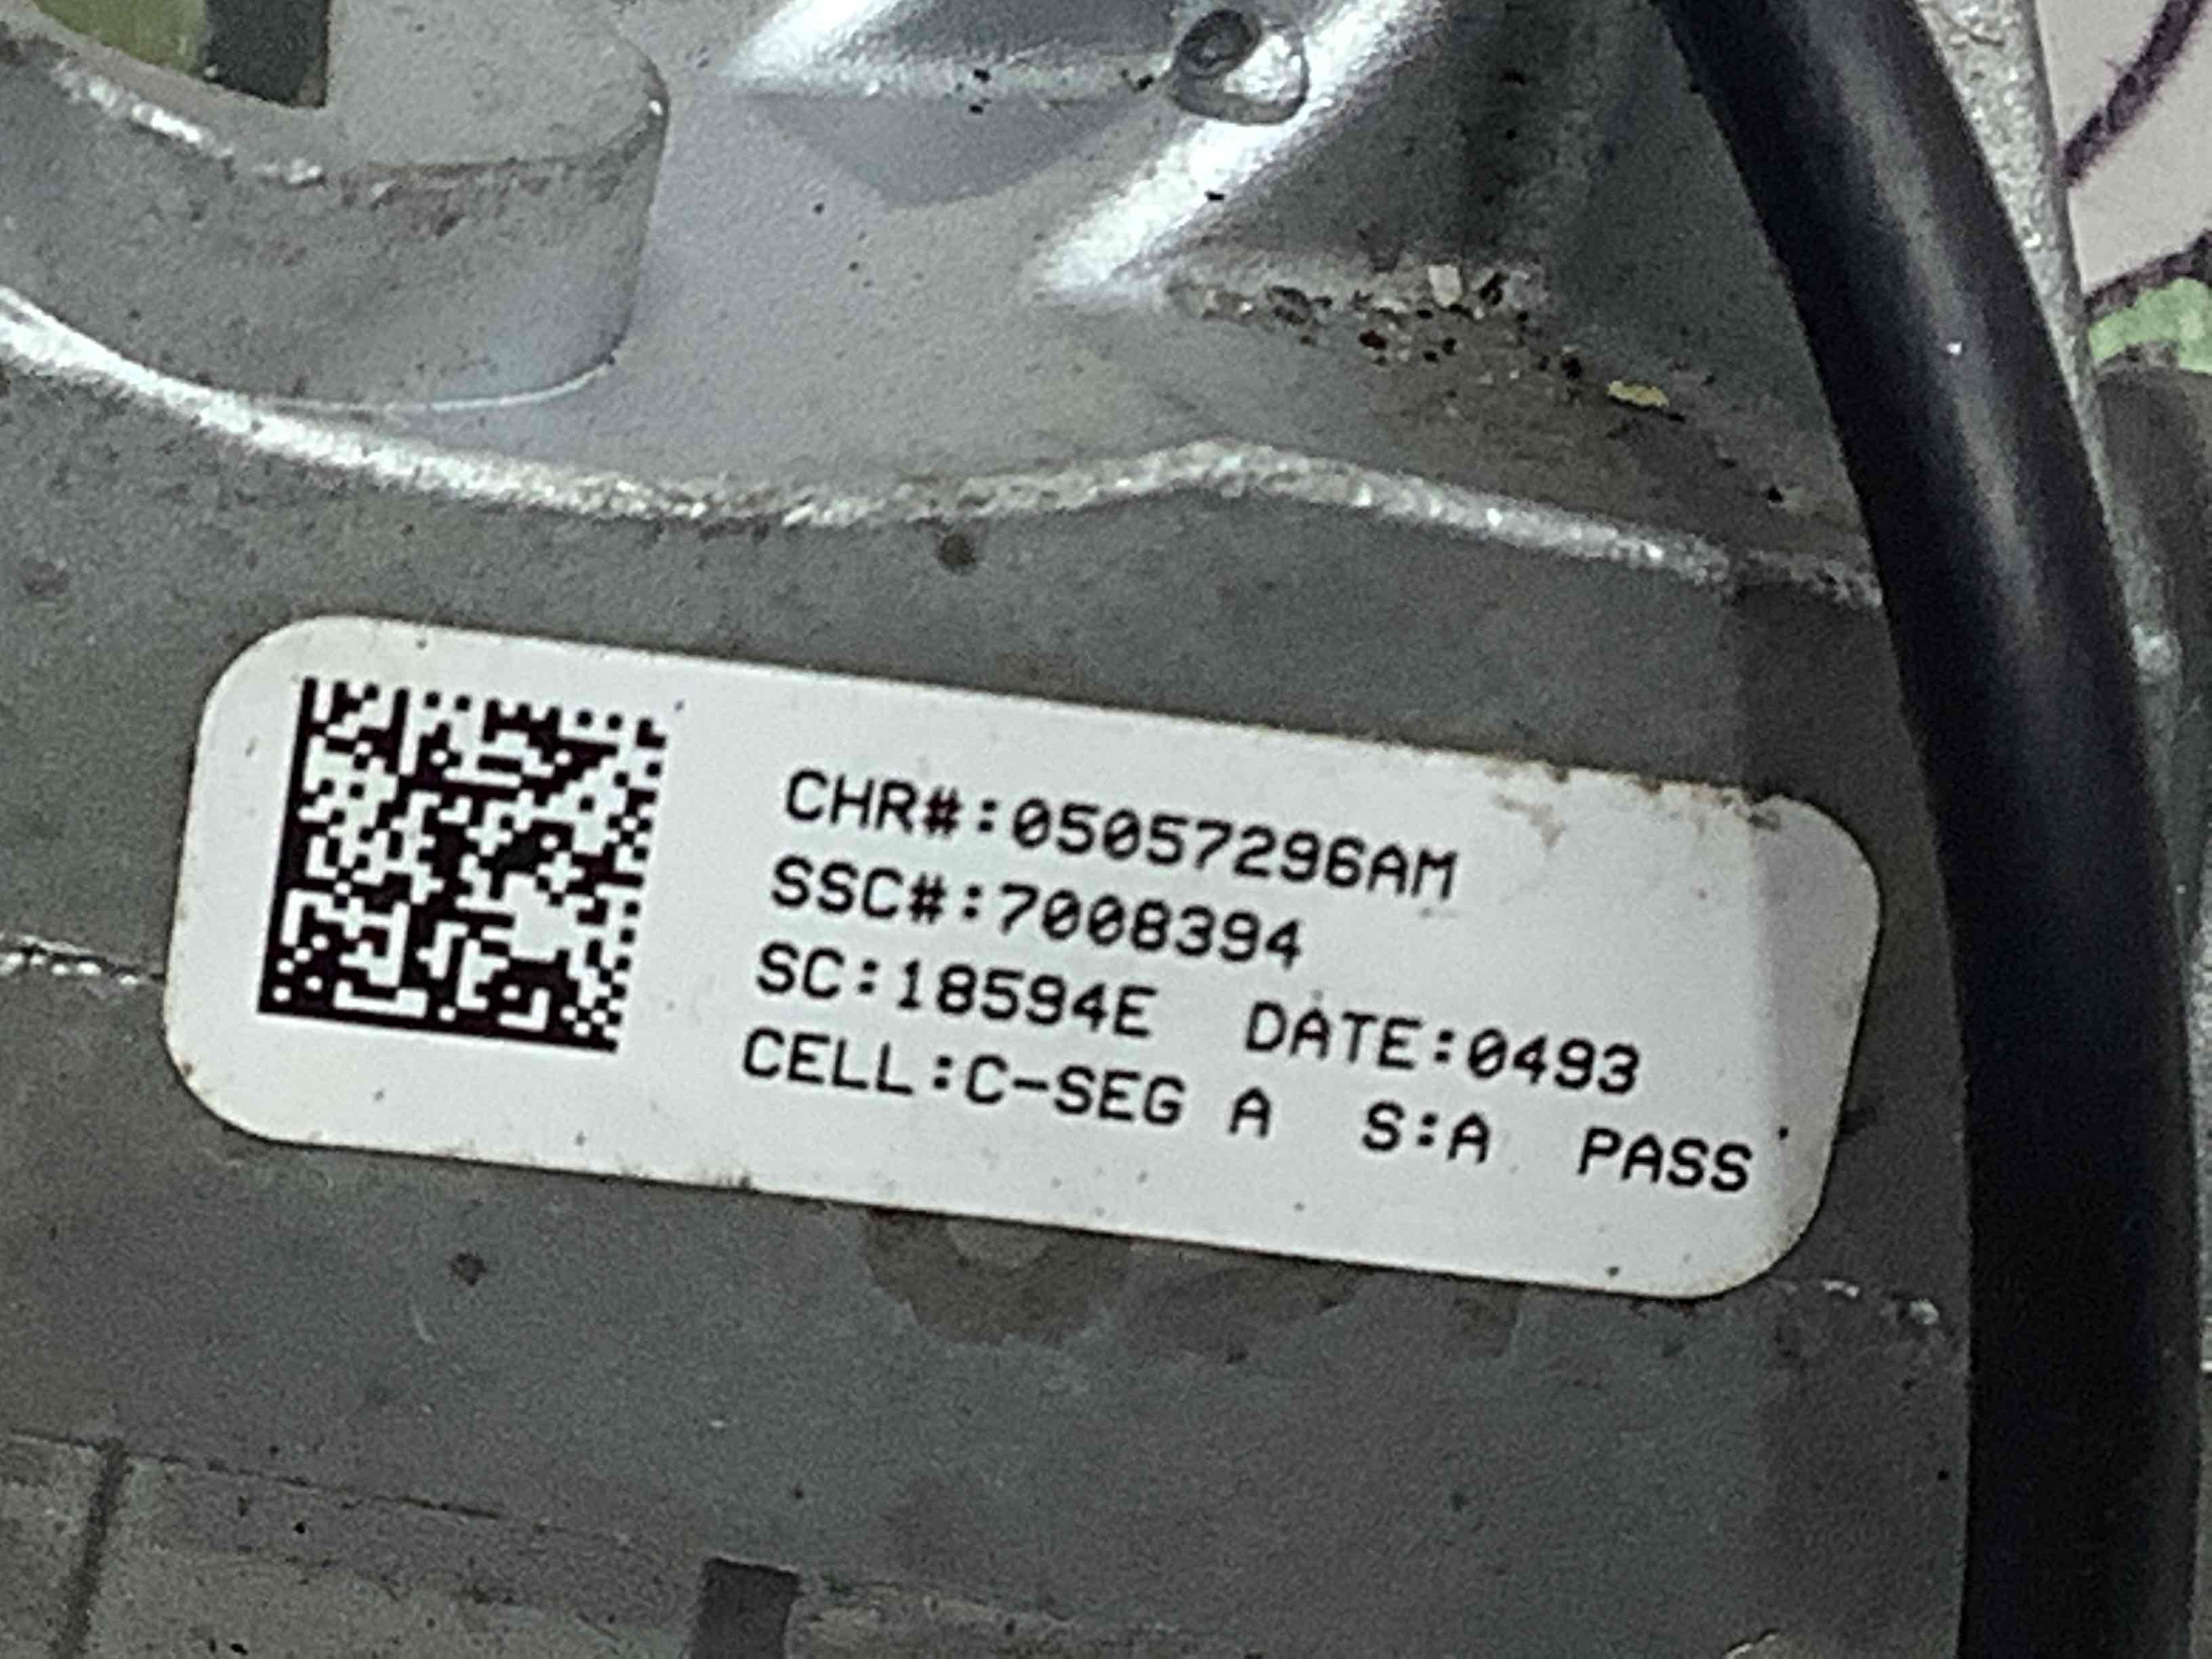 CHR#:05057296AM
SSC#:7008394
SC:18594E DATE:0493
CELL:C-SEG A S:A PASS